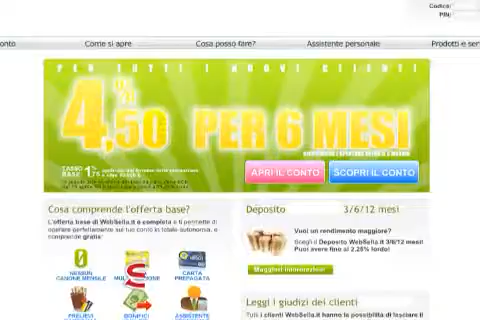 Codice
PIN
onto
Come si apre
Cosa posso fare?
Assistente personale
Prodotti e ser
PER TUTTI I NUOVI CLIENTI
4,50% PER 6 MESI
TASSO BASE 1
APRI IL CONTO
SCOPRI IL CONTO
Cosa comprende l'offerta base?
L'offerta base di WebSella.it è completa e ti permette di
operare perfettamente sul tuo conto in totale autonomia, e
comprende gratis:
NESSUN
CANONE MENSILE
CARTA
PREPAGATA
PRELIEVI
BONIFICI
ASSISTENTE
Deposito
3/6/12 mesi
Vuoi un rendimento maggiore?
Scegli il Deposito WebSella.it 3/6/12 mesi!
Puoi avere fino al 2,25% lordo!
Maggiori informazioni
Leggi i giudizi dei clienti
Tutti i clienti WebSella.it hanno la possibilità di lasciare il